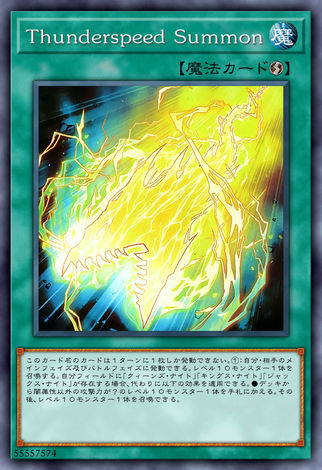 Thunderspeed Summon
魔
【魔法カード】
このカード名のカードは1ターンに1枚しか発動できない。①：自分・相手のメ
インフェイズ及びバトルフェイズに発動できる。レベル10モンスター1体を
召喚する。自分フィールドに「クィーンズ・ナイト」「キングス・ナイト」「ジャッ
クス・ナイト」が存在する場合、代わりに以下の効果を適用できる。●デッキか
ら闇属性以外の攻撃力が？のレベル10モンスター1体を手札に加える。その
後、レベル10モンスター1体を召喚できる。
55557574